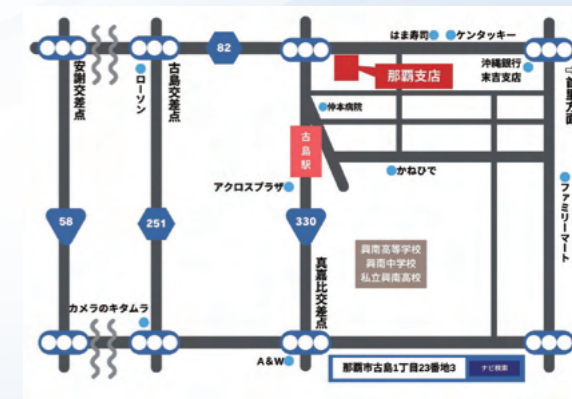 はま寿司
ケンタッキー
82
那覇支店
沖縄銀行
末吉支店
⇨首里方面
安謝交差点
ローソン
古島交差点
仲本病院
古島駅
かねひで
アクロスプラザ
ファミリーマート
58
251
330
興南高等学校
興南中学校
私立興南高校
真嘉比交差点
カメラのキタムラ
A&W
那覇市古島1丁目23番地3
ナビ検索